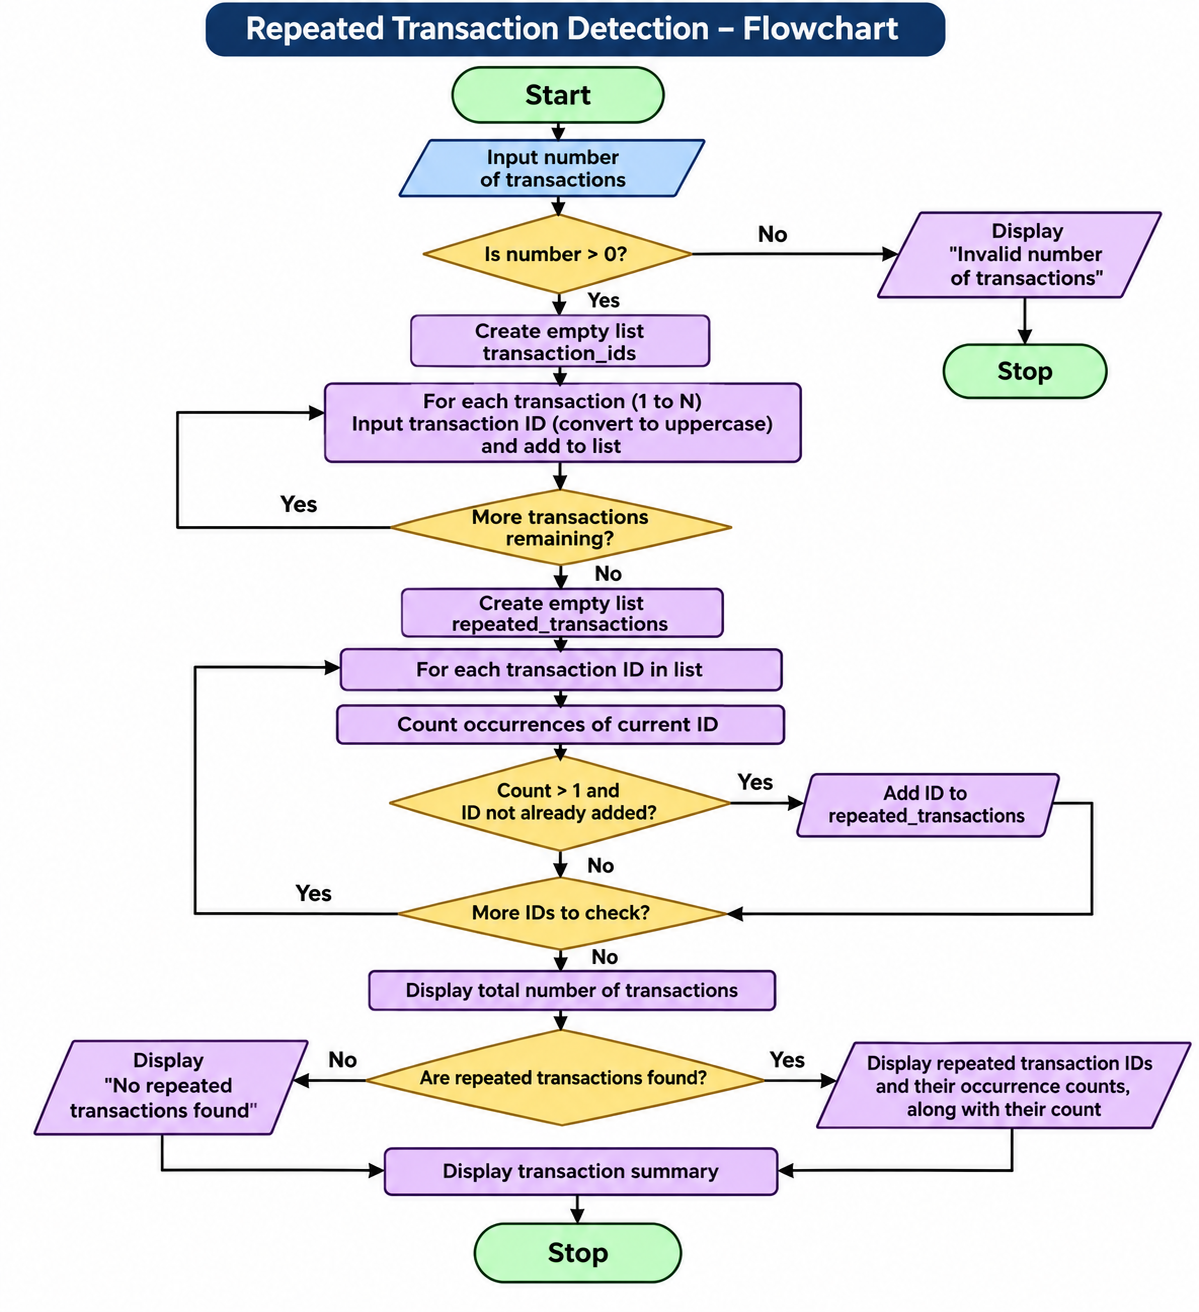 Repeated Transaction Detection – Flowchart
Start
Input number
of transactions
Is number > 0?
No
Display
"Invalid number
of transactions"
Yes
Stop
Create empty list
transaction_ids
For each transaction (1 to N)
Input transaction ID (convert to uppercase)
and add to list
Yes
More transactions
remaining?
No
Create empty list
repeated_transactions
For each transaction ID in list
Count occurrences of current ID
Count > 1 and
ID not already added?
Yes
Add ID to
repeated_transactions
No
Yes
More IDs to check?
No
Display total number of transactions
Are repeated transactions found?
No
Display
"No repeated
transactions found"
Yes
Display repeated transaction IDs
and their occurrence counts,
along with their count
Display transaction summary
Stop